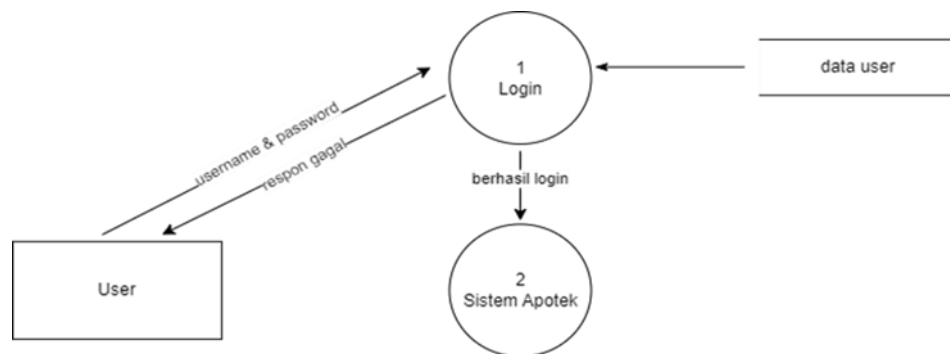 1
Login
data user
username & password
respon gagal
berhasil login
User
2
Sistem Apotek